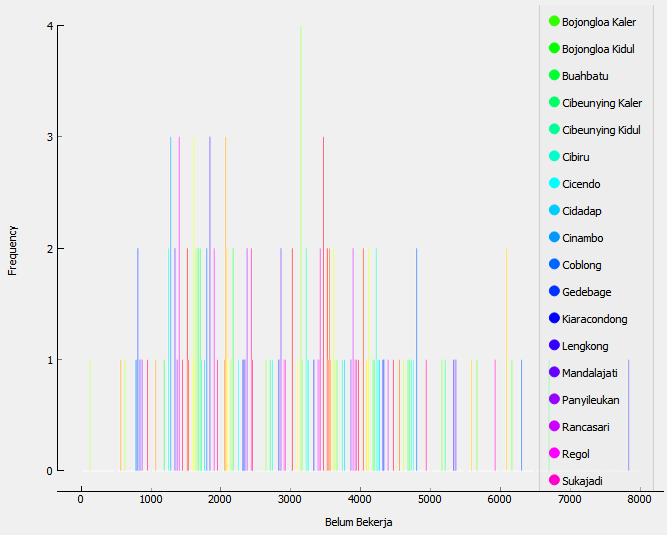 4
3
2
1
0
Frequency
0
1000
2000
3000
4000
5000
6000
7000
8000
Belum Bekerja
Bojongloa Kaler
Bojongloa Kidul
Buahbatu
Cibeunying Kaler
Cibeunying Kidul
Cibiru
Cicendo
Cidadap
Cinambo
Coblong
Gedebage
Kiaracondong
Lengkong
Mandalajati
Panyileukan
Rancasari
Regol
Sukajadi